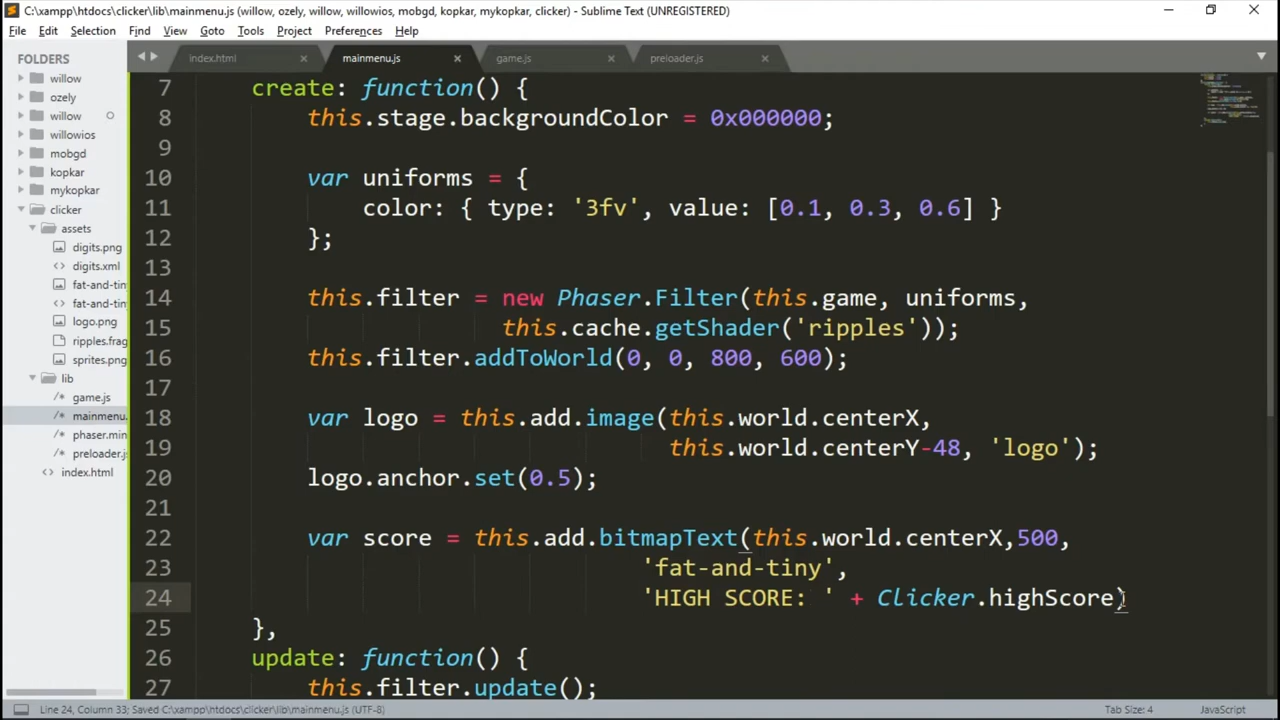 C:\xampp\htdocs\clicker\lib\mainmenu.js (willow, ozely, willow, willowios, mobgd, kopkar, mykopkar, clicker) - Sublime Text (UNREGISTERED)
File Edit Selection Find View Goto Tools Project Preferences Help
FOLDERS
willow
ozely
willow
willowios
mobgd
kopkar
mykopkar
clicker
assets
digits.png
digits.xml
fat-and-tin
fat-and-tin
logo.png
ripples.frag
sprites.png
lib
game.js
mainmenu.
phaser.min
preloader.j
index.html
index.html mainmenu.js game.js preloader.js
7 create: function() {
8 this.stage.backgroundColor = 0x000000;
9
10 var uniforms = {
11 color: { type: '3fv', value: [0.1, 0.3, 0.6] }
12 };
13
14 this.filter = new Phaser.Filter(this.game, uniforms,
15 this.cache.getShader('ripples'));
16 this.filter.addToWorld(0, 0, 800, 600);
17
18 var logo = this.add.image(this.world.centerX,
19 this.world.centerY-48, 'logo');
20 logo.anchor.set(0.5);
21
22 var score = this.add.bitmapText(this.world.centerX,500,
23 'fat-and-tiny',
24 'HIGH SCORE: ' + Clicker.highScore)
25 },
26 update: function() {
27 this.filter.update();
Line 24, Column 33; Saved C:\xampp\htdocs\clicker\lib\mainmenu.js (UTF-8) Tab Size: 4 JavaScript